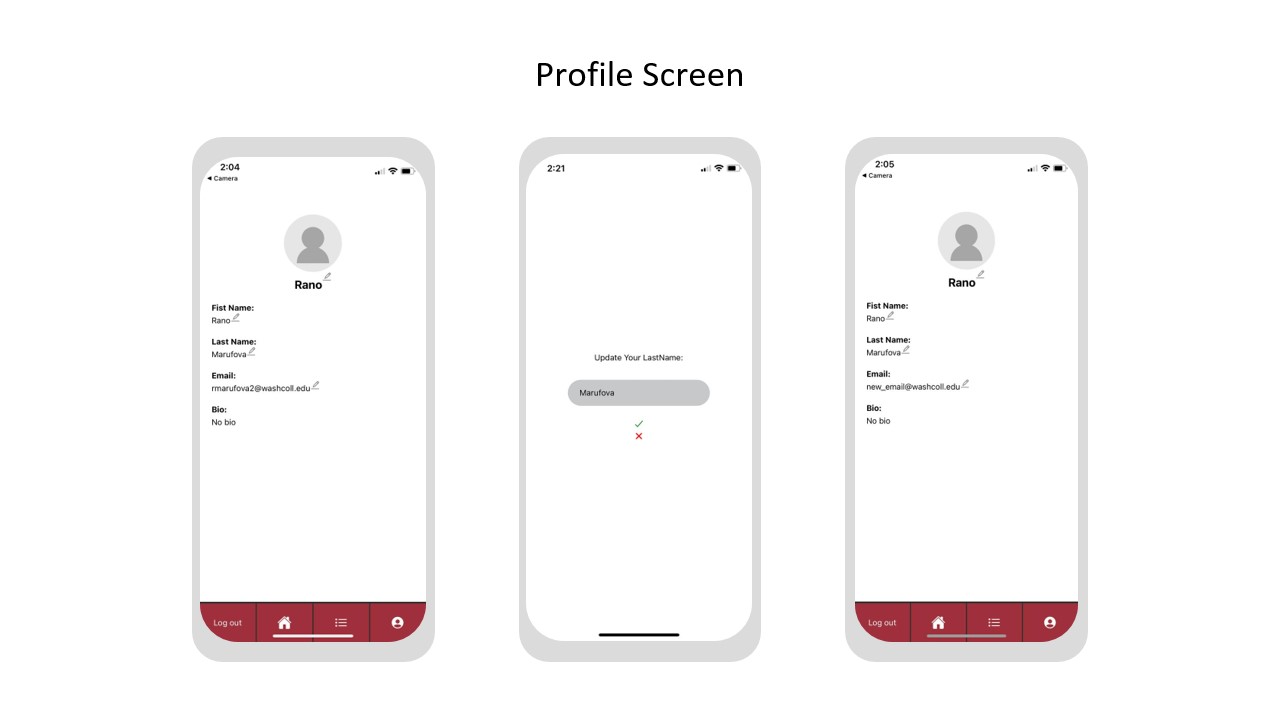 Profile Screen
2:04
◀ Camera
Rano
Fist Name:
Rano
Last Name:
Marufova
Email:
rmarufova2@washcoll.edu
Bio:
No bio
Log out
2:21
Update Your LastName:
Marufova
2:05
◀ Camera
Rano
Fist Name:
Rano
Last Name:
Marufova
Email:
new_email@washcoll.edu
Bio:
No bio
Log out